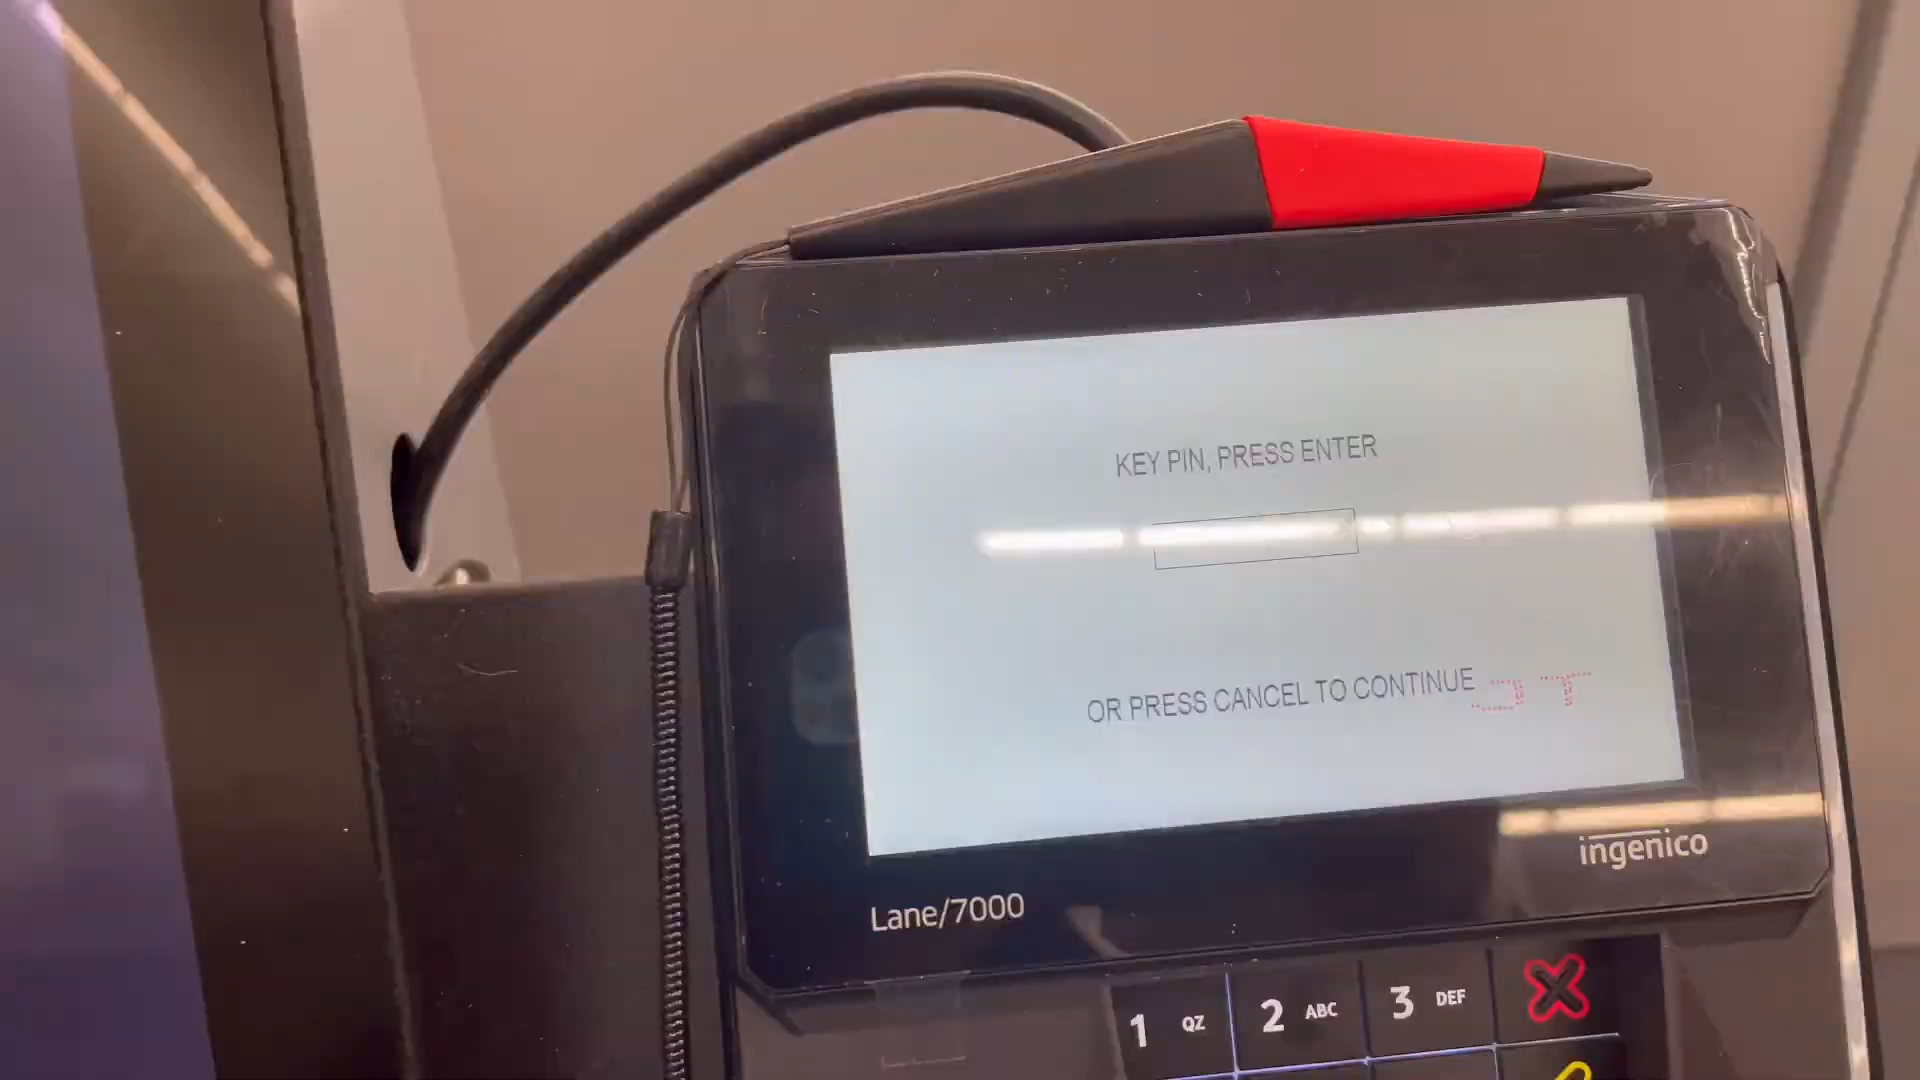 KEY PIN, PRESS ENTER
OR PRESS CANCEL TO CONTINUE
ingenico
Lane/7000
1 QZ 2 ABC 3 DEF